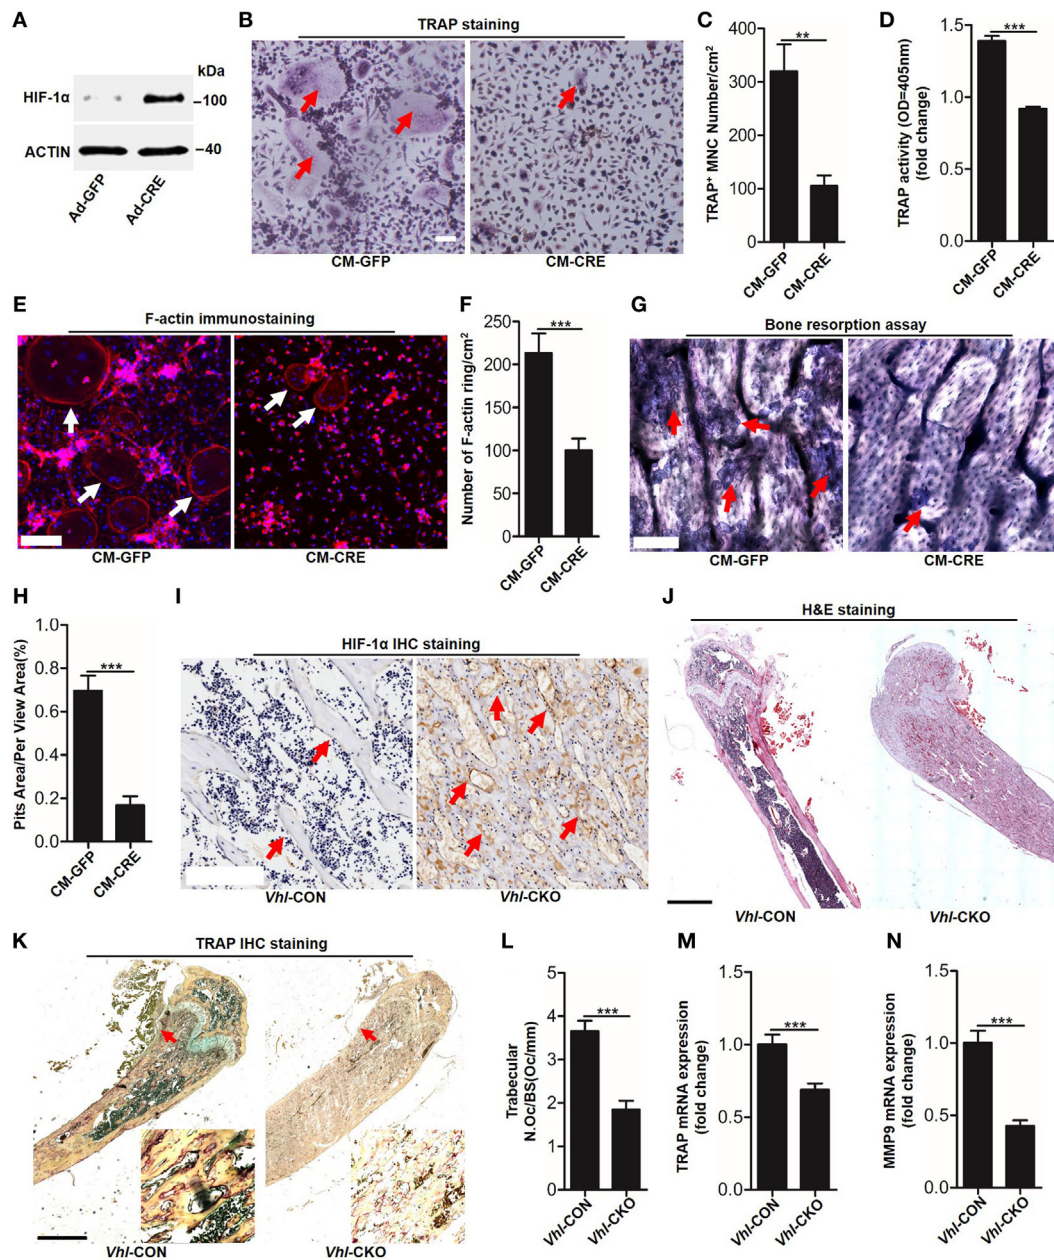 A
kDa
HIF-1α
–100
ACTIN
–40
Ad-GFP
Ad-CRE
B
TRAP staining
CM-GFP
CM-CRE
C
TRAP⁺ MNC Number/cm²
400
300
200
100
0
**
CM-GFP
CM-CRE
D
TRAP activity (OD=405nm)
(fold change)
1.5
1.0
0.5
0.0
***
CM-GFP
CM-CRE
E
F-actin immunostaining
CM-GFP
CM-CRE
F
Number of F-actin ring/cm²
250
200
150
100
50
0
***
CM-GFP
CM-CRE
G
Bone resorption assay
CM-GFP
CM-CRE
H
Pits Area/Per View Area(%)
1.0
0.8
0.6
0.4
0.2
0.0
***
CM-GFP
CM-CRE
I
HIF-1α IHC staining
Vhl-CON
Vhl-CKO
J
H&E staining
Vhl-CON
Vhl-CKO
K
TRAP IHC staining
Vhl-CON
Vhl-CKO
L
Trabecular
N.Oc/BS(Oc/mm)
5
4
3
2
1
0
***
Vhl-CON
Vhl-CKO
M
TRAP mRNA expression
(fold change)
1.5
1.0
0.5
0.0
***
Vhl-CON
Vhl-CKO
N
MMP9 mRNA expression
(fold change)
1.5
1.0
0.5
0.0
***
Vhl-CON
Vhl-CKO